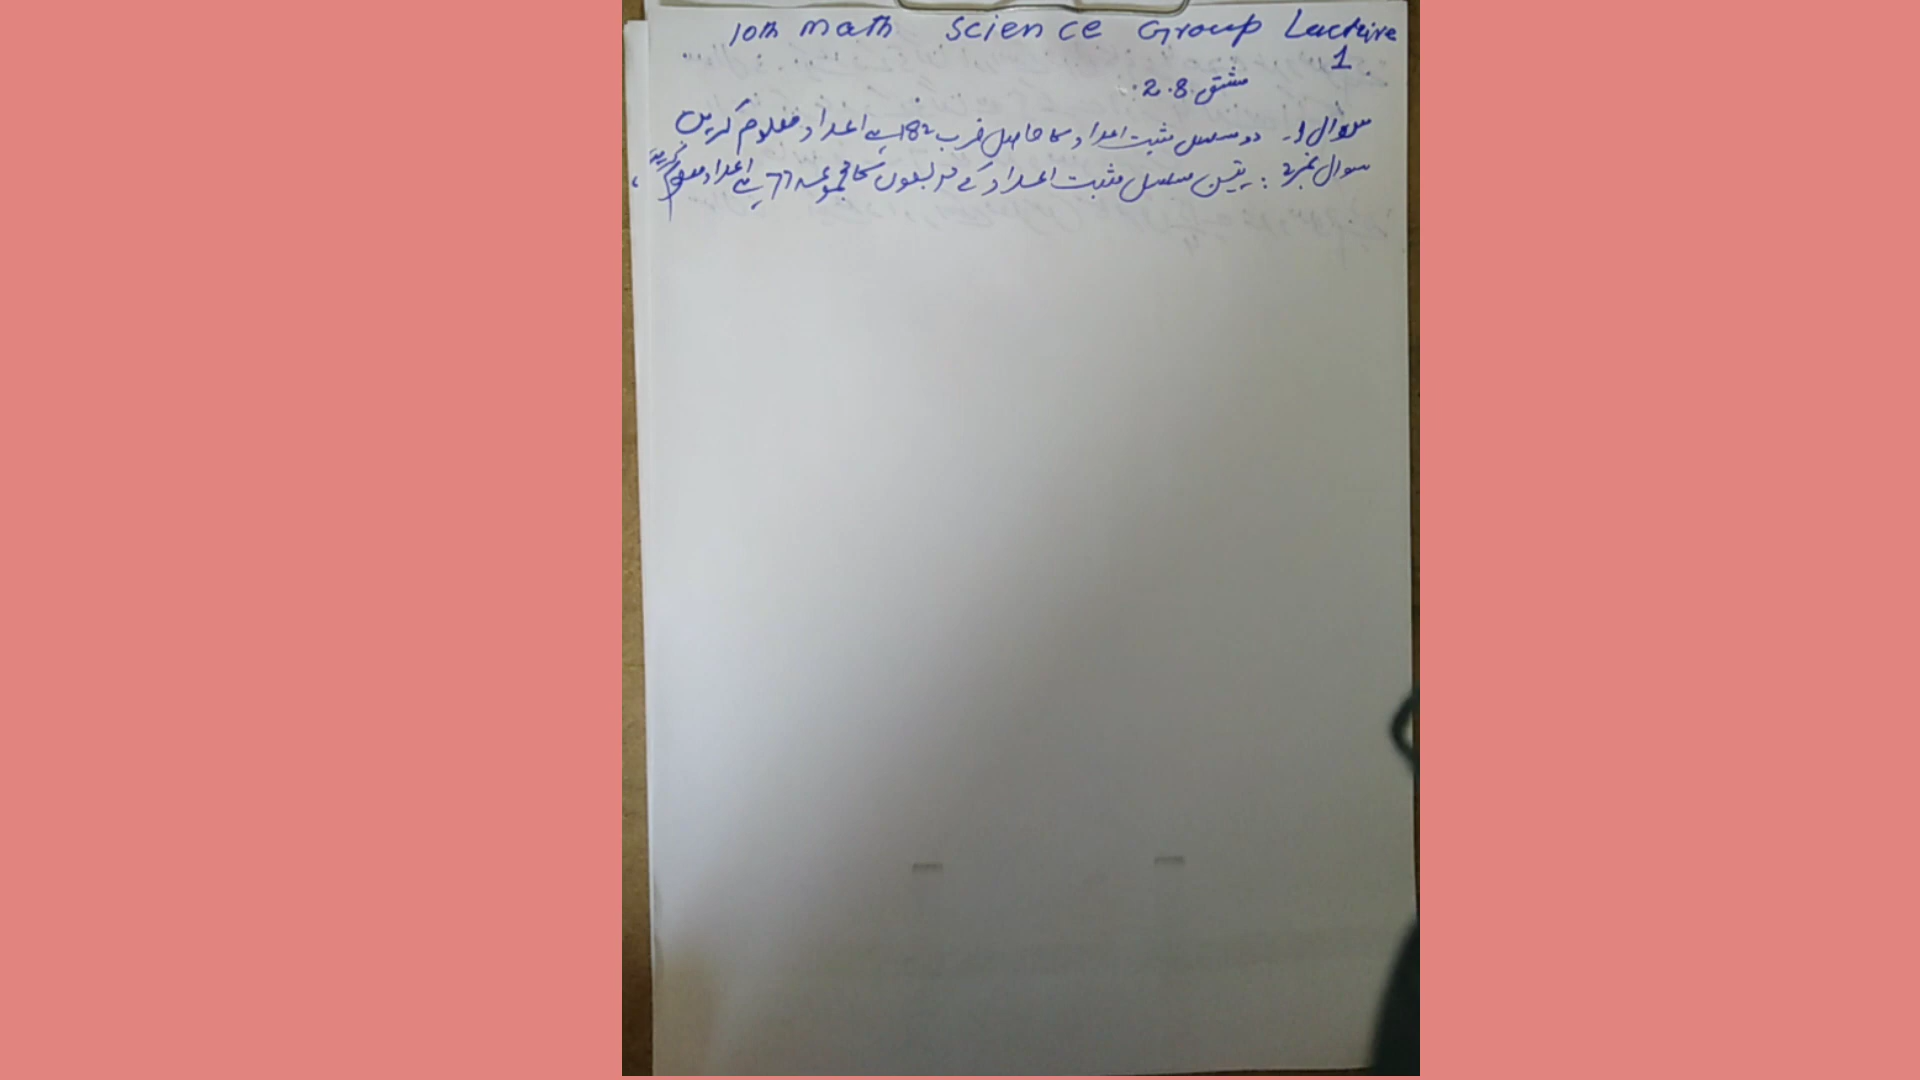 10th math Science Group Lecture
1
مشق 2.8
سوال 1۔ دو مسلسل مثبت اعداد کا حاصل ضرب 182 ہے اعداد معلوم کریں
سوال نمبر 2: تین مسلسل مثبت اعداد کے مربعوں کا مجموعہ 77 ہے اعداد معلوم کریں